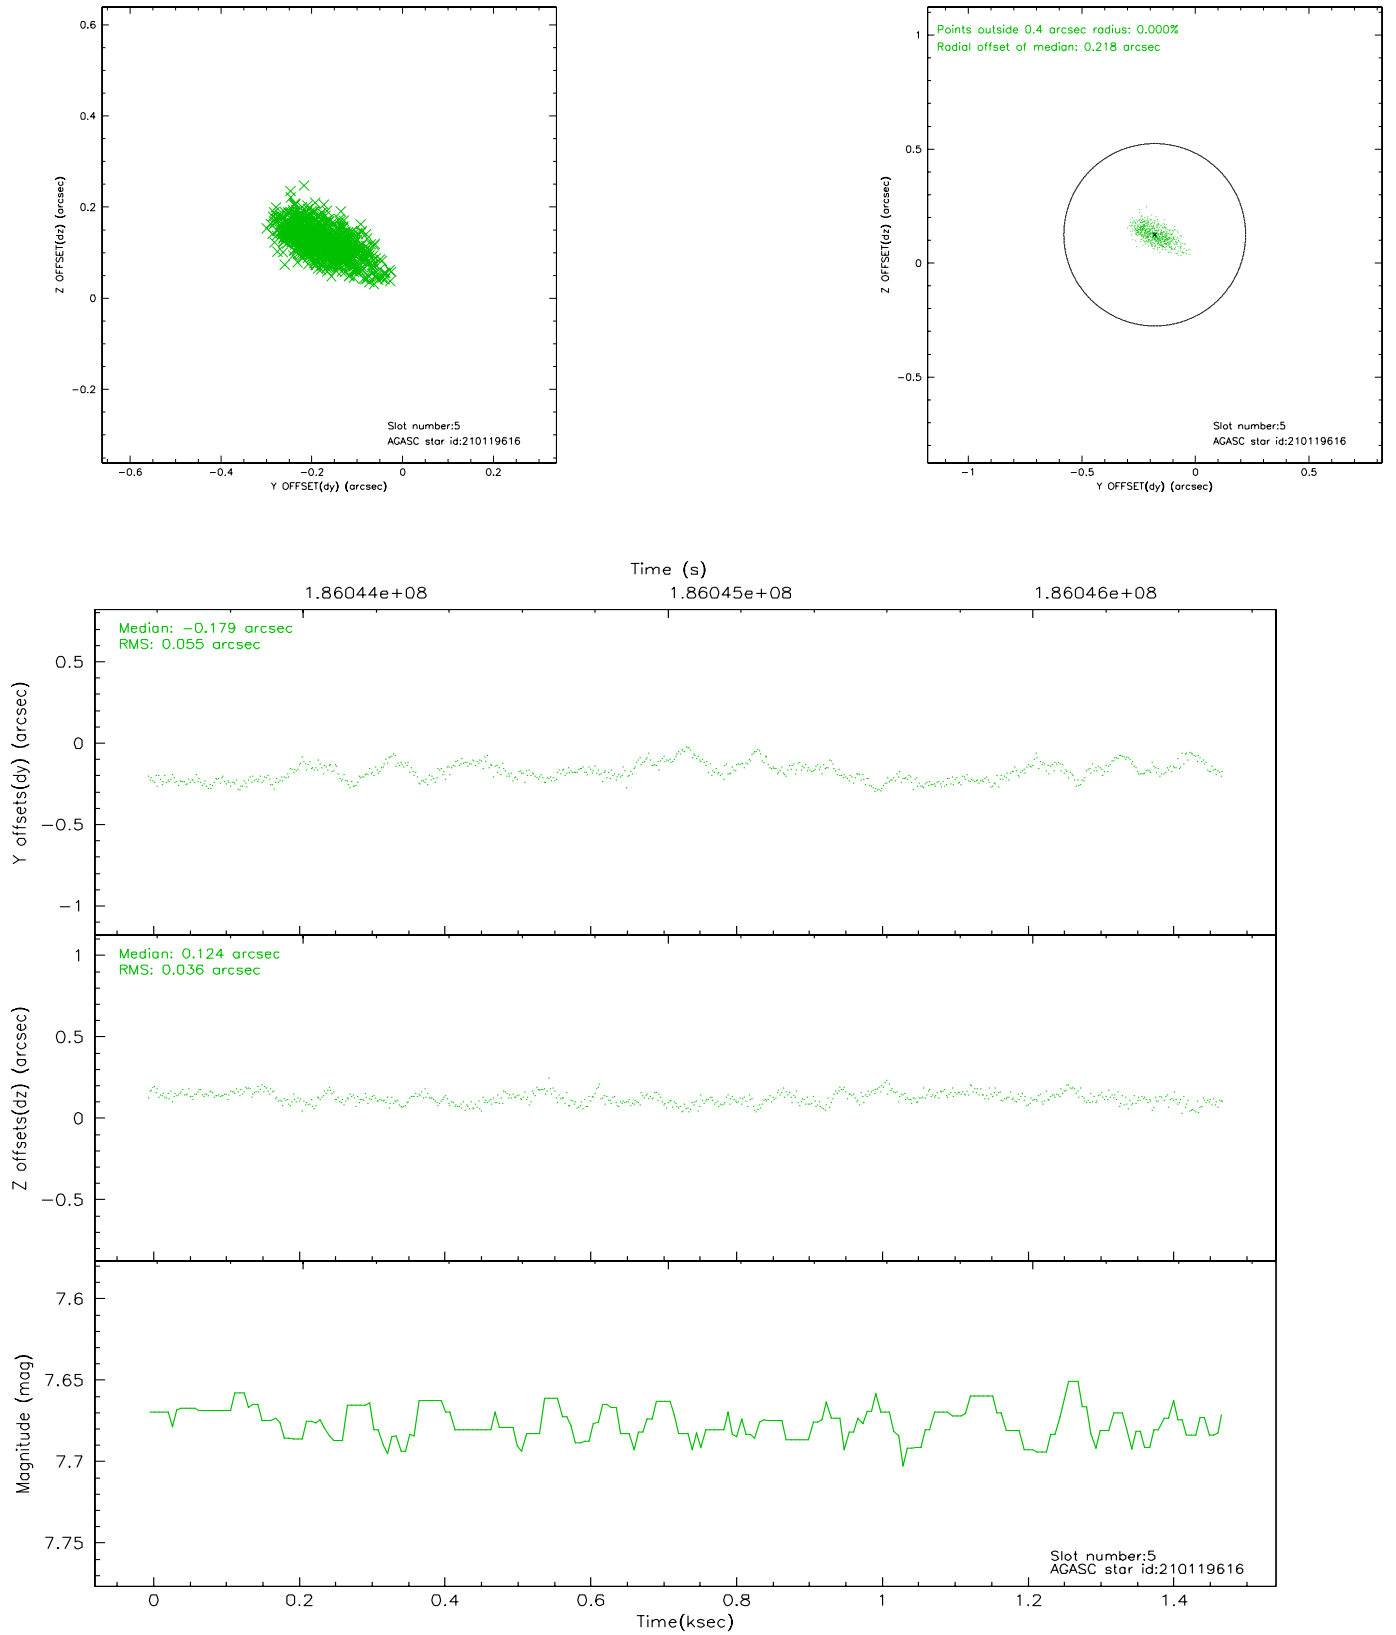 0.6
0.4
0.2
0
−0.2
Z OFFSET(dz) (arcsec)
Slot number:5
AGASC star id:210119616
−0.6
−0.4
−0.2
0
0.2
Y OFFSET(dy) (arcsec)
Points outside 0.4 arcsec radius: 0.000%
Radial offset of median: 0.218 arcsec
1
0.5
0
−0.5
Z OFFSET(dz) (arcsec)
Slot number:5
AGASC star id:210119616
−1
−0.5
0
0.5
Y OFFSET(dy) (arcsec)
Time (s)
1.86044e+08
1.86045e+08
1.86046e+08
Median: −0.179 arcsec
RMS: 0.055 arcsec
0.5
0
−0.5
−1
Y offsets(dy) (arcsec)
Median: 0.124 arcsec
RMS: 0.036 arcsec
1
0.5
0
−0.5
Z offsets(dz) (arcsec)
7.6
7.65
7.7
7.75
Magnitude (mag)
Slot number:5
AGASC star id:210119616
0
0.2
0.4
0.6
0.8
1
1.2
1.4
Time(ksec)